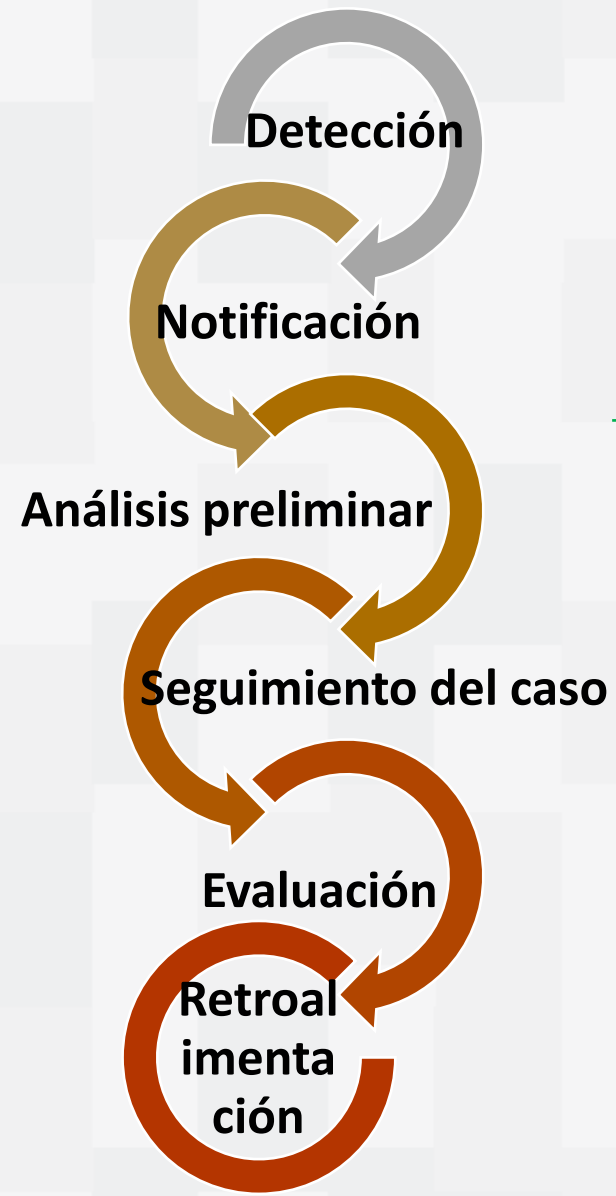 Detección
Notificación
Análisis preliminar
Seguimiento del caso
Evaluación
Retroal
imenta
ción